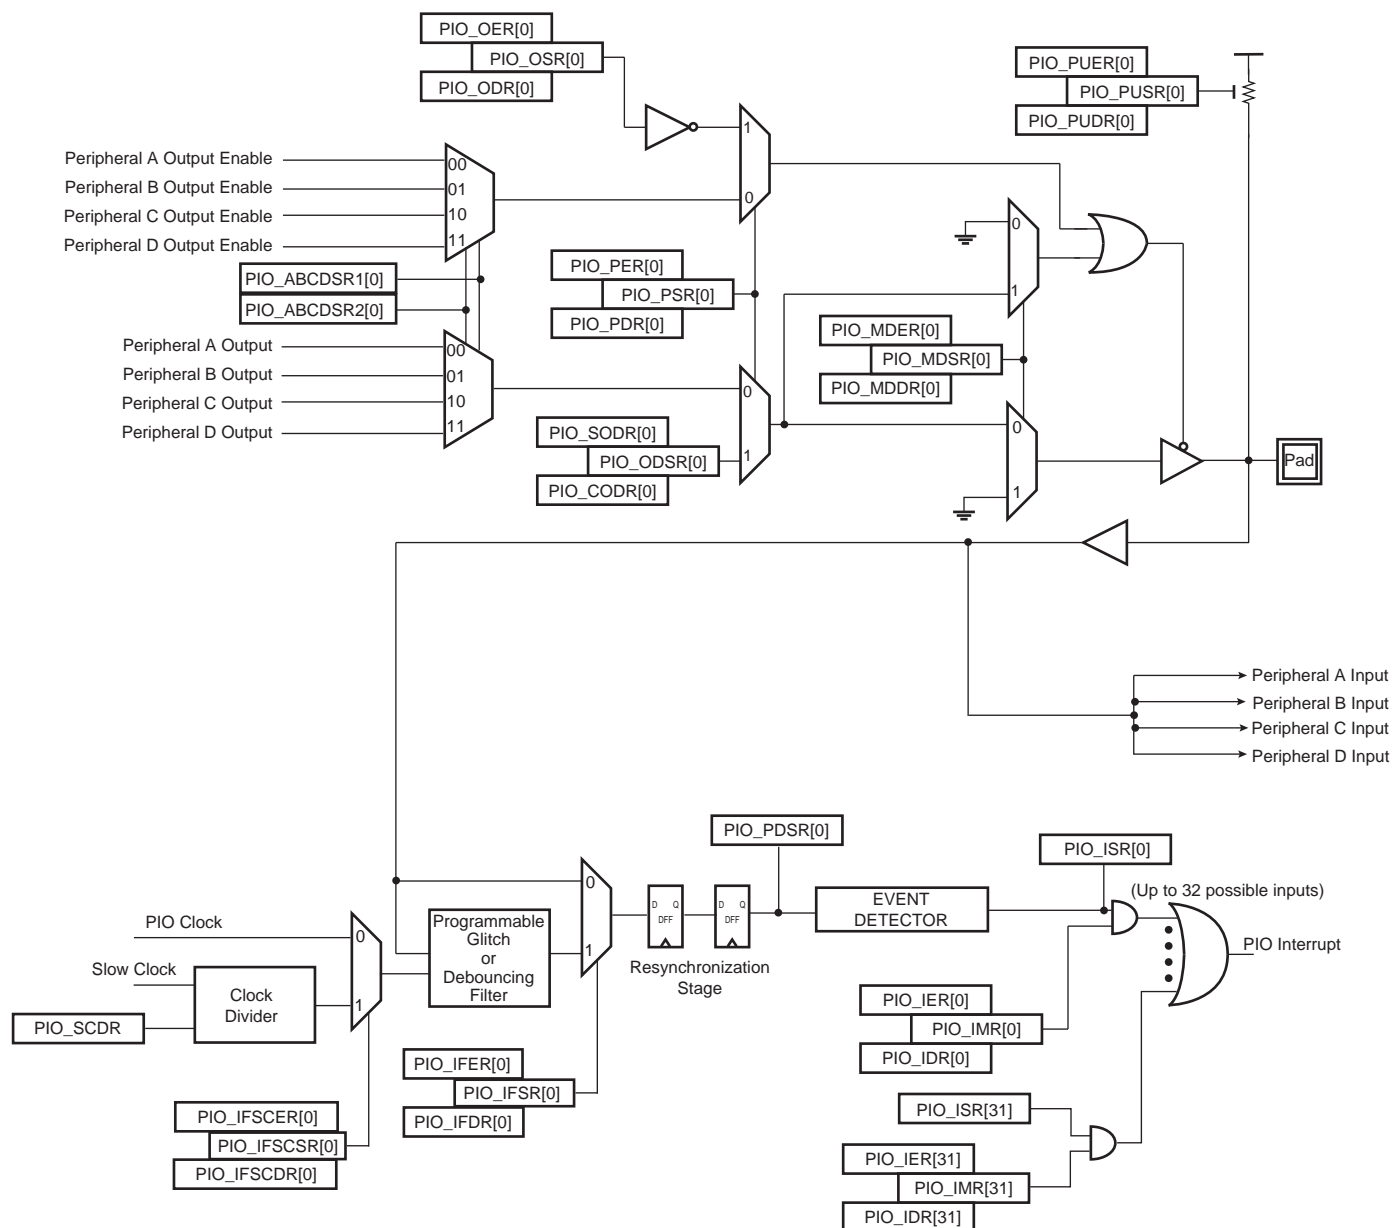 PIO_OER[0]
PIO_OSR[0]
PIO_ODR[0]
PIO_PUER[0]
PIO_PUSR[0]
PIO_PUDR[0]
1
0
Peripheral A Output Enable
Peripheral B Output Enable
Peripheral C Output Enable
Peripheral D Output Enable
00
01
10
11
PIO_ABCDSR1[0]
PIO_ABCDSR2[0]
PIO_PER[0]
PIO_PSR[0]
PIO_PDR[0]
0
1
PIO_MDER[0]
PIO_MDSR[0]
PIO_MDDR[0]
Peripheral A Output
Peripheral B Output
Peripheral C Output
Peripheral D Output
00
01
10
11
0
1
PIO_SODR[0]
PIO_ODSR[0]
PIO_CODR[0]
0
1
Pad
Peripheral A Input
Peripheral B Input
Peripheral C Input
Peripheral D Input
PIO_PDSR[0]
PIO_ISR[0]
(Up to 32 possible inputs)
0
1
D Q
DFF
D Q
DFF
Resynchronization
Stage
EVENT
DETECTOR
PIO Interrupt
PIO Clock
Slow Clock
0
1
Programmable
Glitch
or
Debouncing
Filter
Clock
Divider
PIO_SCDR
PIO_IER[0]
PIO_IMR[0]
PIO_IDR[0]
PIO_IFER[0]
PIO_IFSR[0]
PIO_IFDR[0]
PIO_IFSCER[0]
PIO_IFSCSR[0]
PIO_IFSCDR[0]
PIO_ISR[31]
PIO_IER[31]
PIO_IMR[31]
PIO_IDR[31]